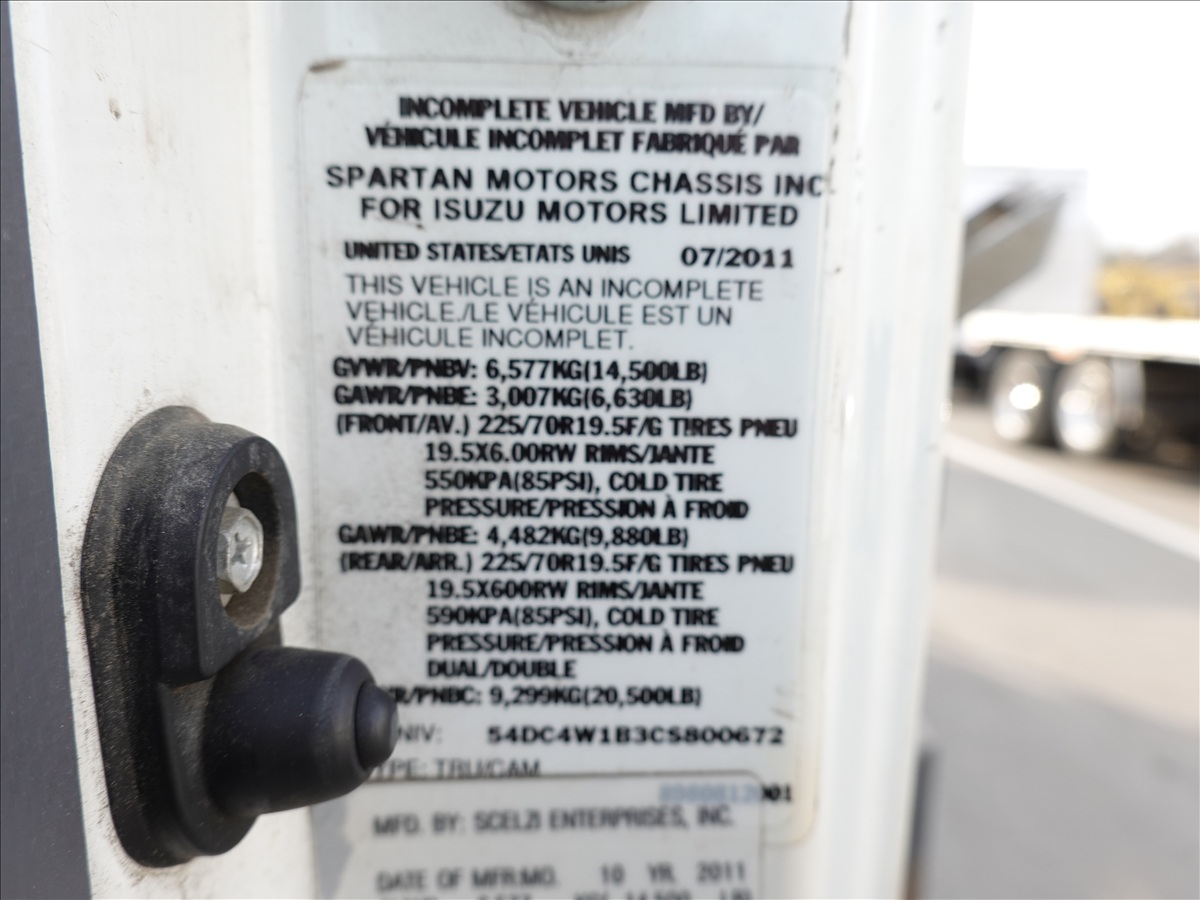 INCOMPLETE VEHICLE MFD BY/
VÉHICULE INCOMPLET FABRIQUÉ PAR
SPARTAN MOTORS CHASSIS INC
FOR ISUZU MOTORS LIMITED
UNITED STATES/ETATS UNIS 07/2011
THIS VEHICLE IS AN INCOMPLETE
VEHICLE./LE VÉHICULE EST UN
VÉHICULE INCOMPLET.
GVWR/PNBV: 6,577KG(14,500LB)
GAWR/PNBE: 3,007KG(6,630LB)
(FRONT/AV.) 225/70R19.5F/G TIRES PNEU
19.5X6.00RW RIMS/JANTE
550KPA(85PSI), COLD TIRE
PRESSURE/PRESSION À FROID
GAWR/PNBE: 4,482KG(9,880LB)
(REAR/ARR.) 225/70R19.5F/G TIRES PNEU
19.5X600RW RIMS/JANTE
590KPA(85PSI), COLD TIRE
PRESSURE/PRESSION À FROID
DUAL/DOUBLE
R/PNBC: 9,299KG(20,500LB)
NIV: 54DC4W1B3CS800672
TYPE: TRU/CAM
MFD. BY: SCELZI ENTERPRISES, INC.
DATE OF MFR:MO. 10 YR. 2011